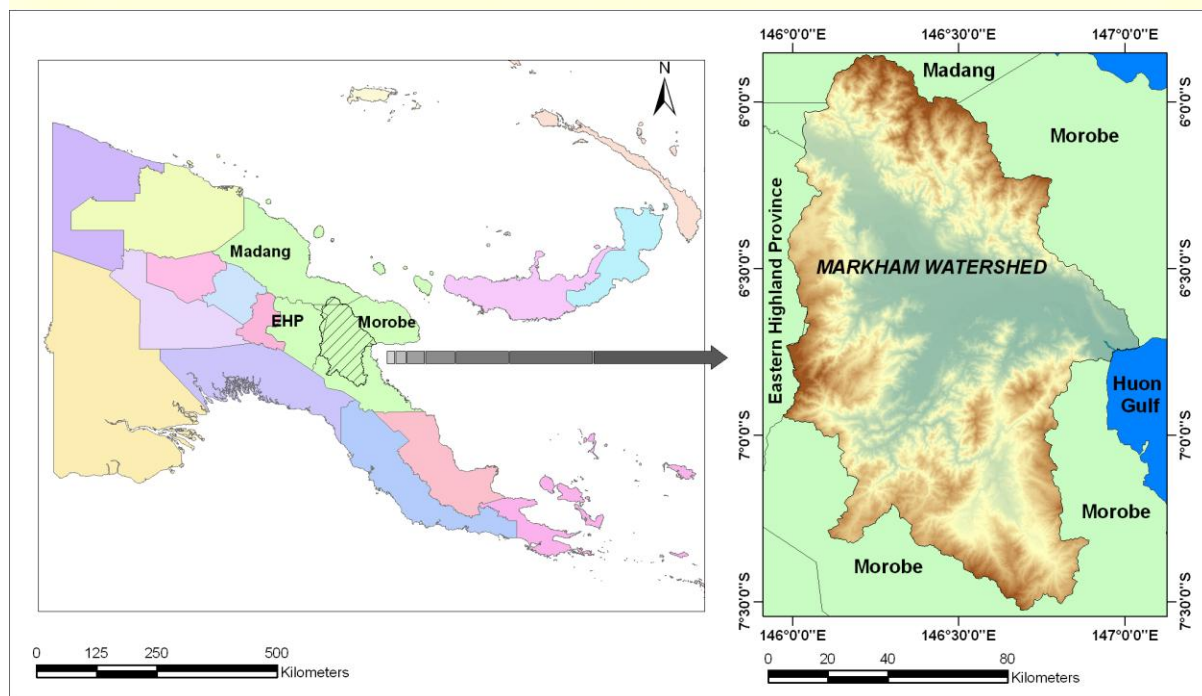 N
Madang
EHP
Morobe
0 125 250 500
Kilometers
146°0'0"E 146°30'0"E 147°0'0"E
6°0'0"S
6°30'0"S
7°0'0"S
7°30'0"S
Madang
Morobe
Eastern Highland Province
MARKHAM WATERSHED
Huon
Gulf
Morobe
Morobe
6°0'0"S
6°30'0"S
7°0'0"S
7°30'0"S
146°0'0"E 146°30'0"E 147°0'0"E
0 20 40 60 80
Kilometers